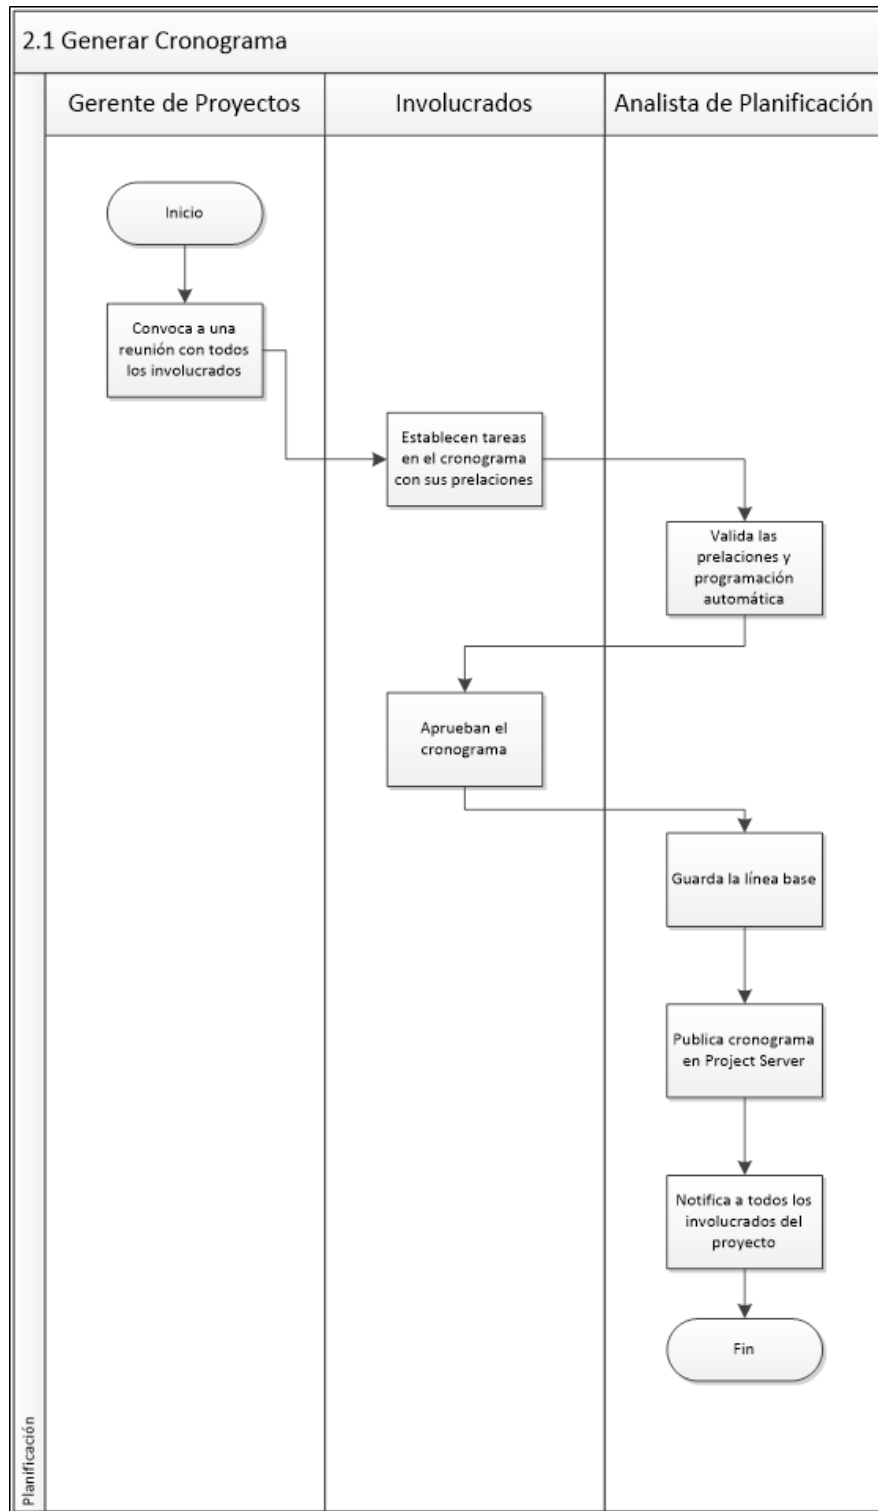 2.1 Generar Cronograma
Gerente de Proyectos
Involucrados
Analista de Planificación
Inicio
Convoca a una
reunión con todos
los involucrados
Establecen tareas
en el cronograma
con sus prelaciones
Valida las
prelaciones y
programación
automática
Aprueban el
cronograma
Guarda la línea base
Publica cronograma
en Project Server
Notifica a todos los
involucrados del
proyecto
Fin
Planificación